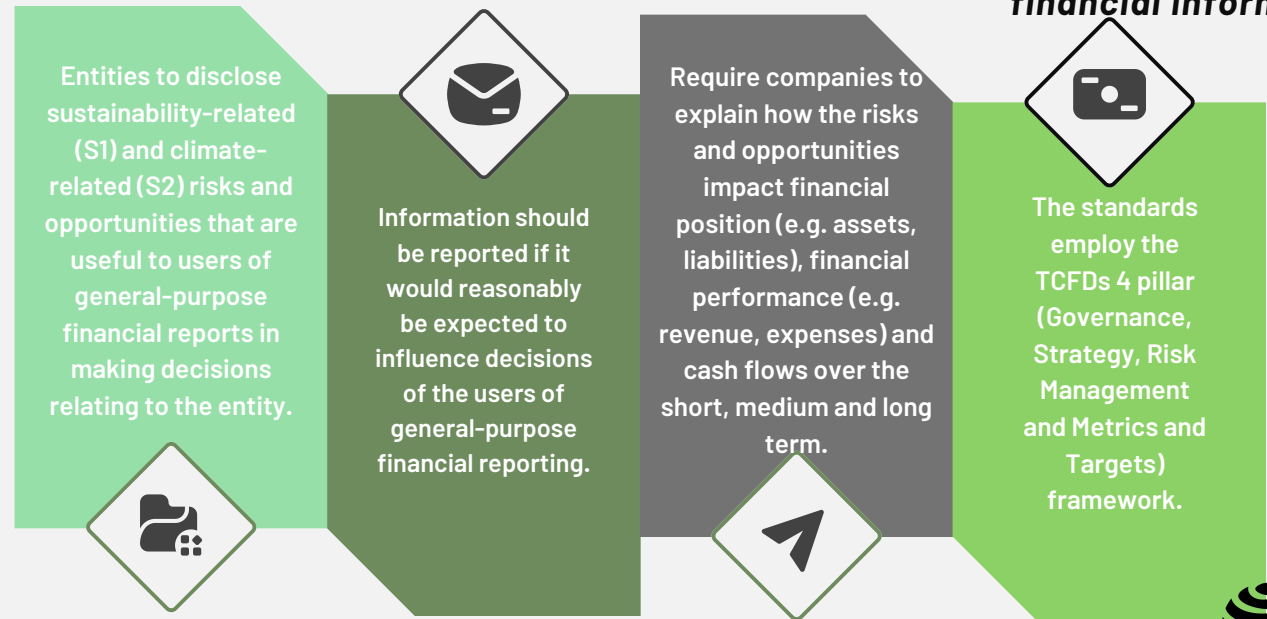 financial inform
Entities to disclose
sustainability-related
(S1) and climate-
related (S2) risks and
opportunities that are
useful to users of
general-purpose
financial reports in
making decisions
relating to the entity.
Information should
be reported if it
would reasonably
be expected to
influence decisions
of the users of
general-purpose
financial reporting.
Require companies to
explain how the risks
and opportunities
impact financial
position (e.g. assets,
liabilities), financial
performance (e.g.
revenue, expenses) and
cash flows over the
short, medium and long
term.
The standards
employ the
TCFDs 4 pillar
(Governance,
Strategy, Risk
Management
and Metrics and
Targets)
framework.